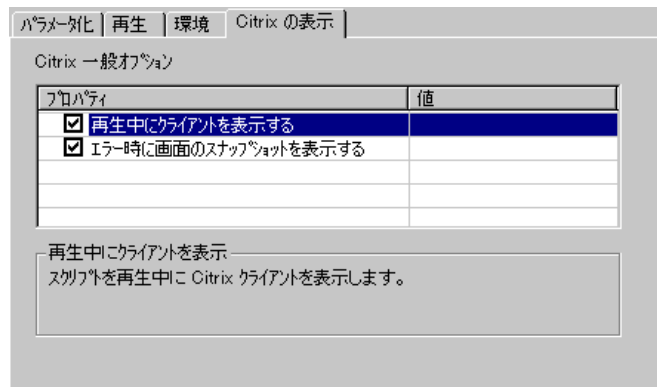 パラメータ化 再生 環境 Citrix の表示
Citrix 一般オプション
プロパティ 値
再生中にクライアントを表示する
エラー時に画面のスナップショットを表示する
再生中にクライアントを表示
スクリプトを再生中に Citrix クライアントを表示します。